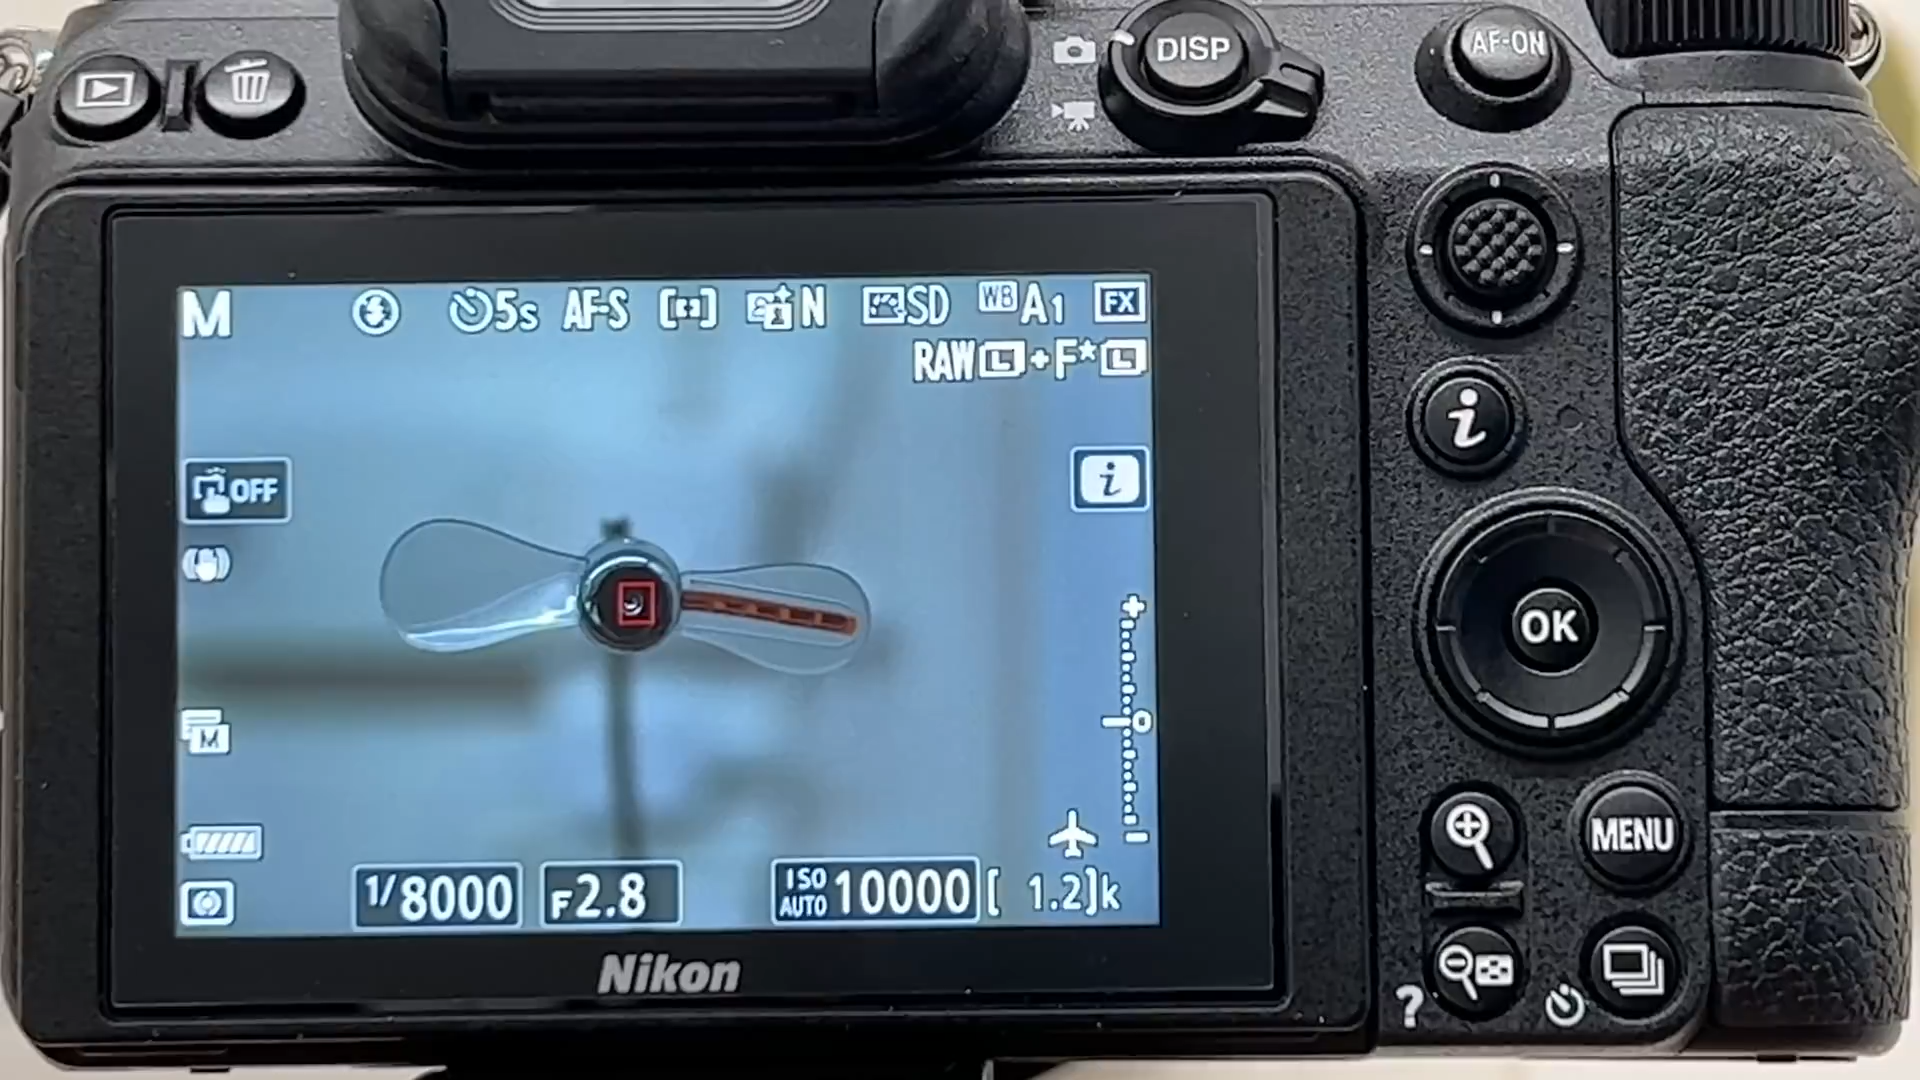 DISP
AF-ON
M 5s AF-S N SD WB A1 FX
RAW L + F* L
OFF
i
i
OK
M
+
0
-
1/8000 F2.8 ISO AUTO 10000 [ 1.2]k
MENU
Nikon
?